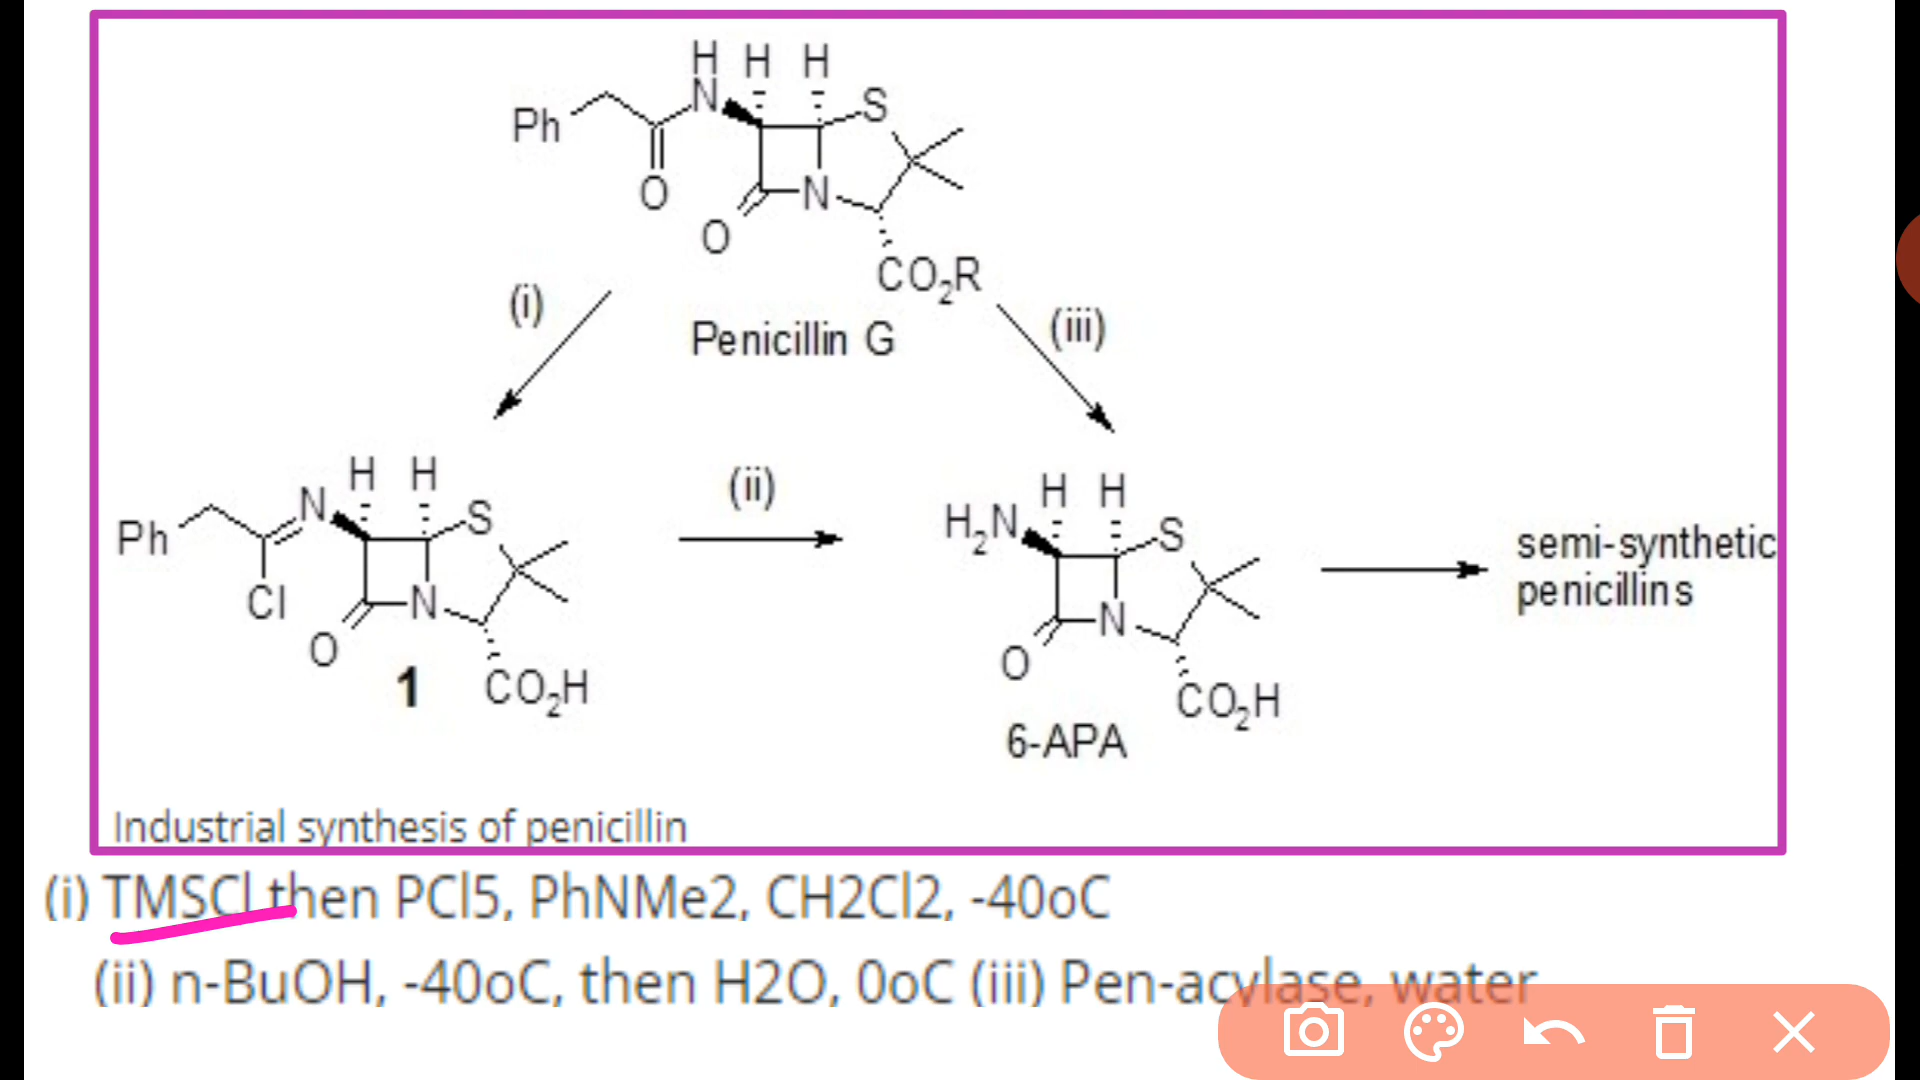 H H H
N S
Ph
O N
O
CO2R
(i) (iii)
Penicillin G
H H
N S
Ph
Cl N
O
1 CO2H
(ii)
H H
H2N S
N
O
CO2H
6-APA
semi-synthetic
penicillins
Industrial synthesis of penicillin
(i) TMSCl then PCl5, PhNMe2, CH2Cl2, -40oC
(ii) n-BuOH, -40oC, then H2O, 0oC (iii) Pen-acylase, water